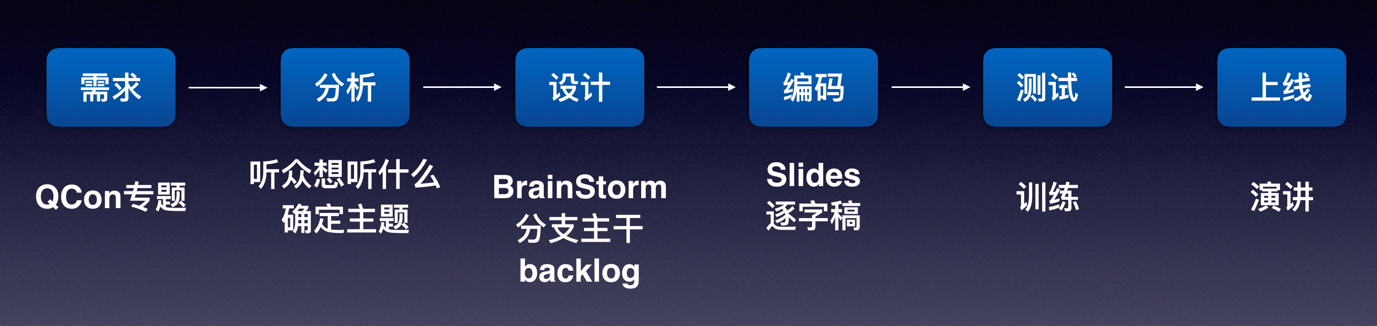 需求
分析
设计
编码
测试
上线
QCon专题
听众想听什么
确定主题
BrainStorm
分支主干
backlog
Slides
逐字稿
训练
演讲